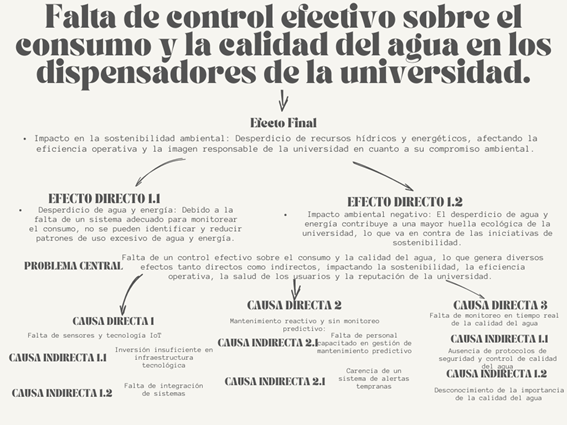 Falta de control efectivo sobre el
consumo y la calidad del agua en los
dispensadores de la universidad.
Efecto Final
• Impacto en la sostenibilidad ambiental: Desperdicio de recursos hídricos y energéticos, afectando la
eficiencia operativa y la imagen responsable de la universidad en cuanto a su compromiso ambiental.
EFECTO DIRECTO 1.1
• Desperdicio de agua y energía: Debido a la
falta de un sistema adecuado para monitorear
el consumo, no se pueden identificar y reducir
patrones de uso excesivo de agua y energía.
EFECTO DIRECTO 1.2
• Impacto ambiental negativo: El desperdicio de agua y
energía contribuye a una mayor huella ecológica de la
universidad, lo que va en contra de las iniciativas de
sostenibilidad.
PROBLEMA CENTRAL
Falta de un control efectivo sobre el consumo y la calidad del agua, lo que genera diversos
efectos tanto directos como indirectos, impactando la sostenibilidad, la eficiencia
operativa, la salud de los usuarios y la reputación de la universidad.
CAUSA DIRECTA 1
Falta de sensores y tecnología IoT
CAUSA INDIRECTA 1.1
Inversión insuficiente en
infraestructura
tecnológica
CAUSA INDIRECTA 1.2
Falta de integración
de sistemas
CAUSA DIRECTA 2
Mantenimiento reactivo y sin monitoreo
predictivo:
CAUSA INDIRECTA 2.1
Falta de personal
capacitado en gestión de
mantenimiento predictivo
CAUSA INDIRECTA 2.1
Carencia de un
sistema de alertas
tempranas
CAUSA DIRECTA 3
Falta de monitoreo en tiempo real
de la calidad del agua
CAUSA INDIRECTA 1.1
Ausencia de protocolos de
seguridad y control de calidad
del agua
CAUSA INDIRECTA 1.2
Desconocimiento de la importancia
de la calidad del agua